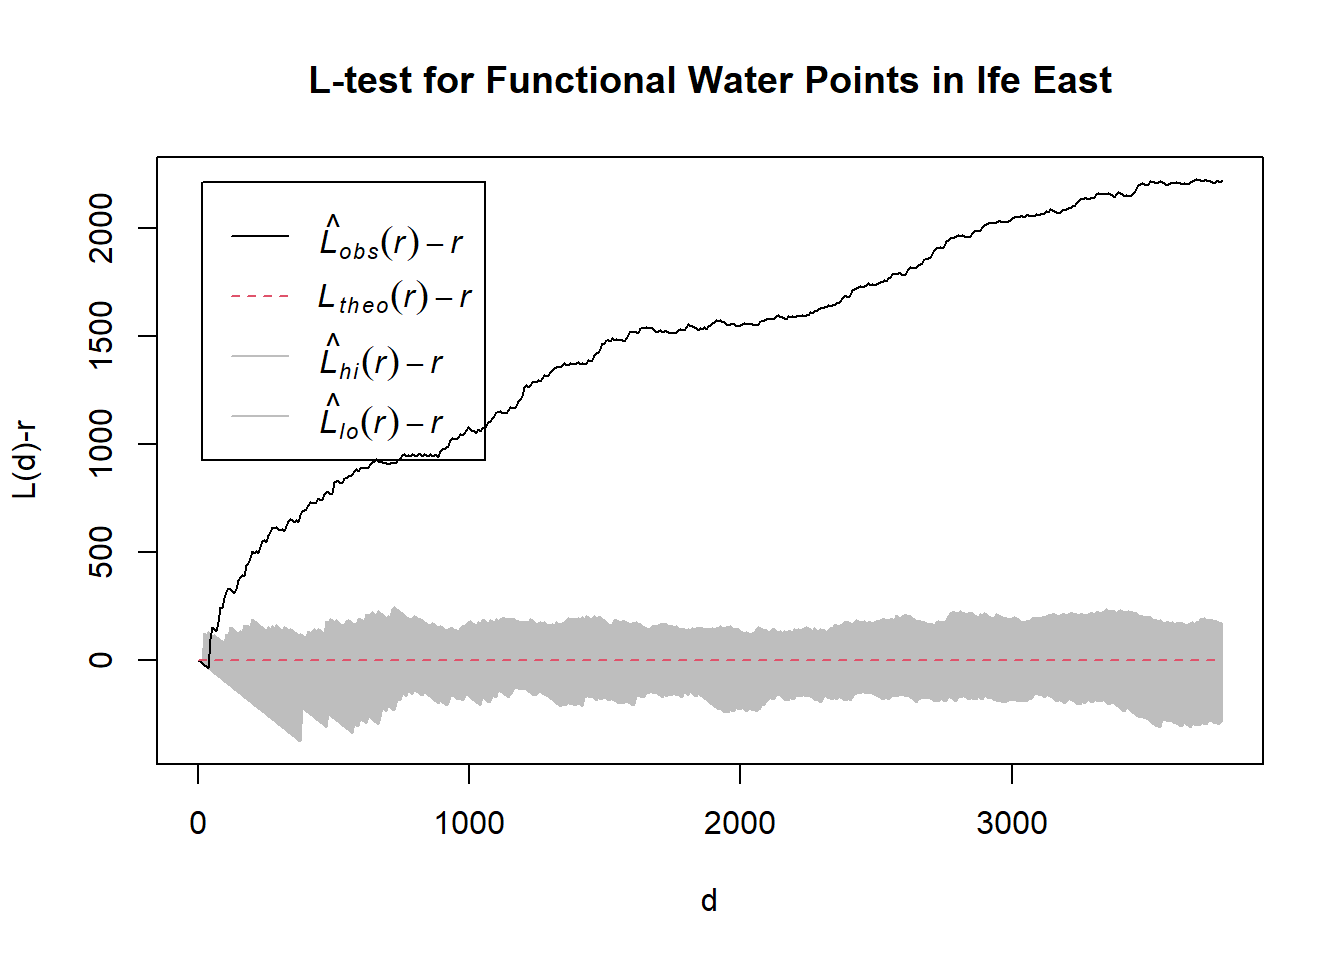 L-test for Functional Water Points in Ife East
L̂obs(r) − r
Ltheo(r) − r
L̂hi(r) − r
L̂lo(r) − r
L(d)-r
2000
1500
1000
500
0
0 1000 2000 3000
d